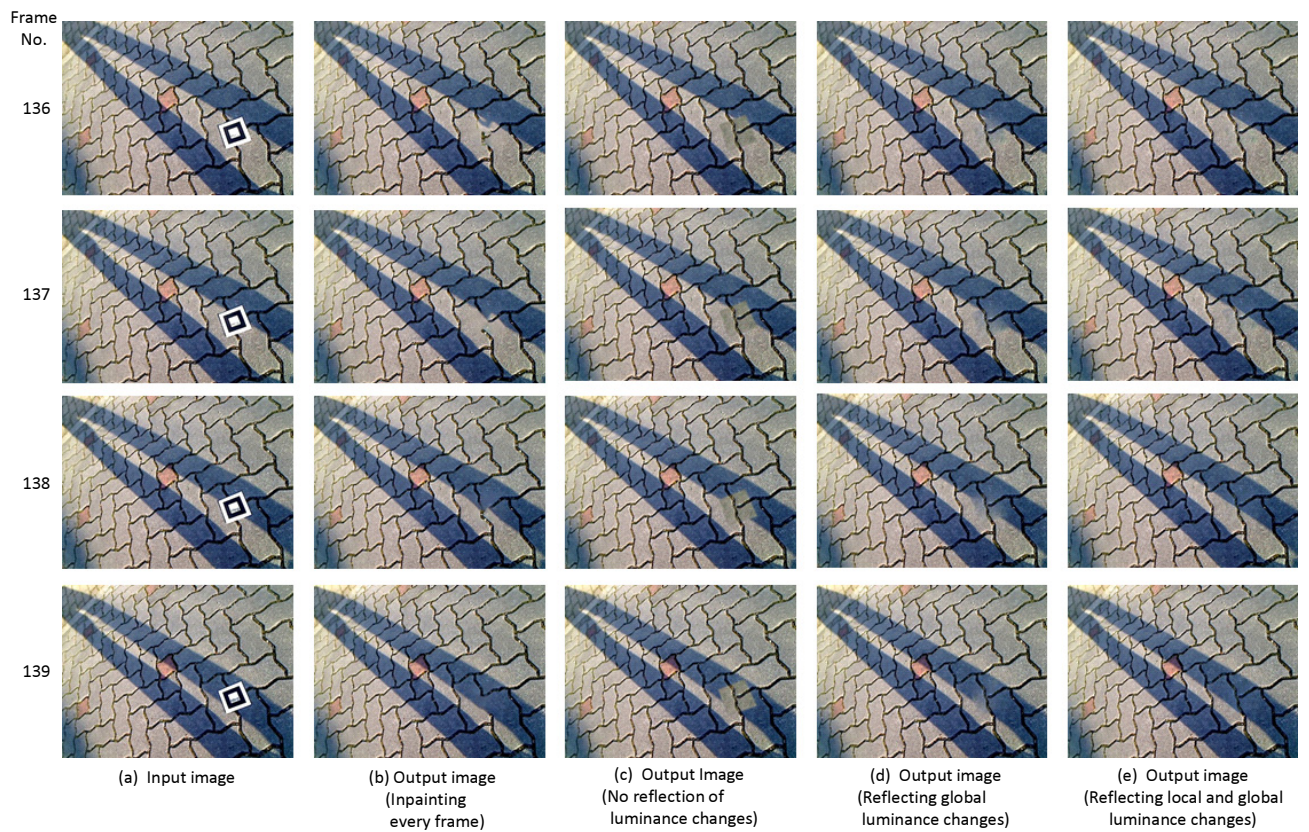 Frame
No.
136
137
138
139
(a) Input image
(b) Output image
(Inpainting
every frame)
(c) Output Image
(No reflection of
luminance changes)
(d) Output image
(Reflecting global
luminance changes)
(e) Output image
(Reflecting local and global
luminance changes)